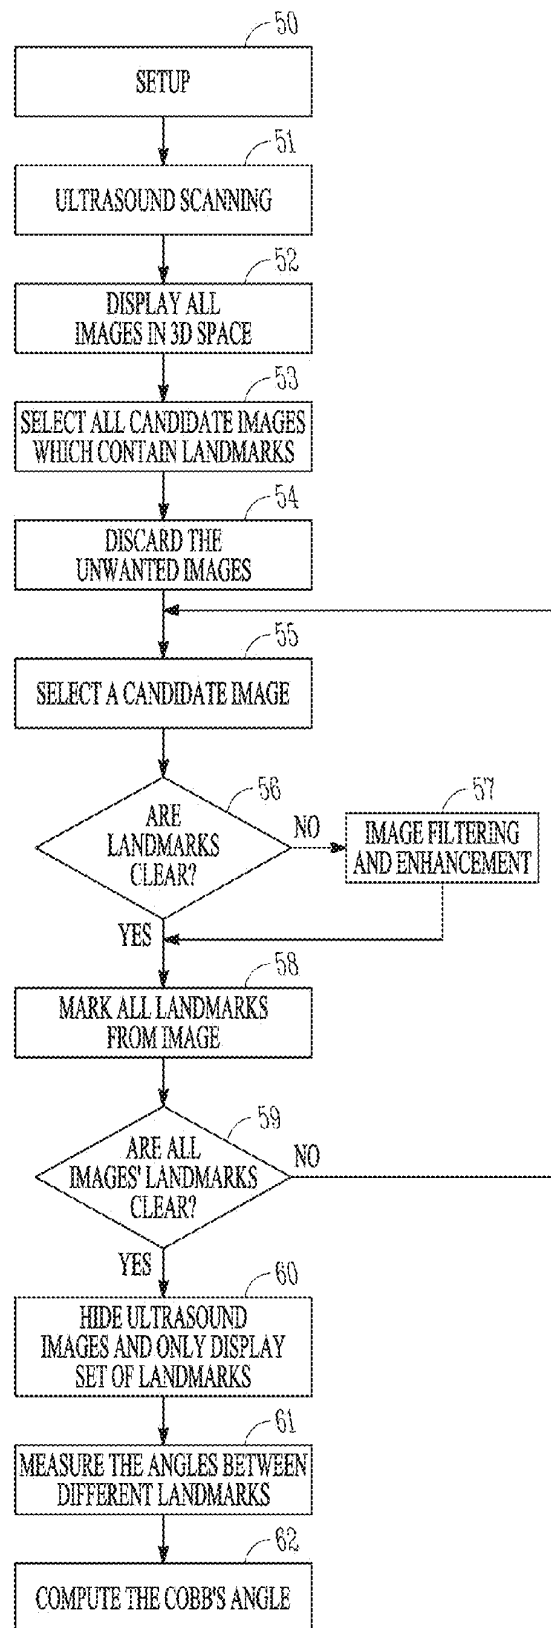 50
SETUP
51
ULTRASOUND SCANNING
52
DISPLAY ALL
IMAGES IN 3D SPACE
53
SELECT ALL CANDIDATE IMAGES
WHICH CONTAIN LANDMARKS
54
DISCARD THE
UNWANTED IMAGES
55
SELECT A CANDIDATE IMAGE
56
ARE
LANDMARKS
CLEAR?
NO
57
IMAGE FILTERING
AND ENHANCEMENT
YES
58
MARK ALL LANDMARKS
FROM IMAGE
59
ARE ALL
IMAGES' LANDMARKS
CLEAR?
NO
YES
60
HIDE ULTRASOUND
IMAGES AND ONLY DISPLAY
SET OF LANDMARKS
61
MEASURE THE ANGLES BETWEEN
DIFFERENT LANDMARKS
62
COMPUTE THE COBB'S ANGLE